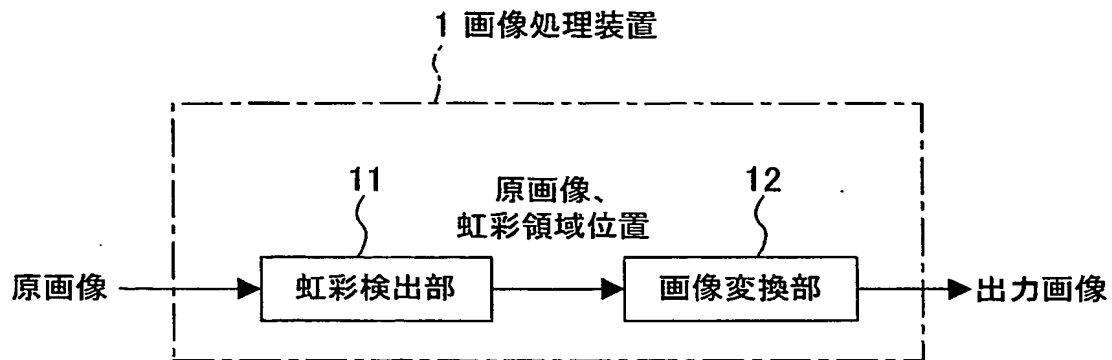 1 画像処理装置
11
原画像、
虹彩領域位置
12
原画像
虹彩検出部
画像変換部
出力画像